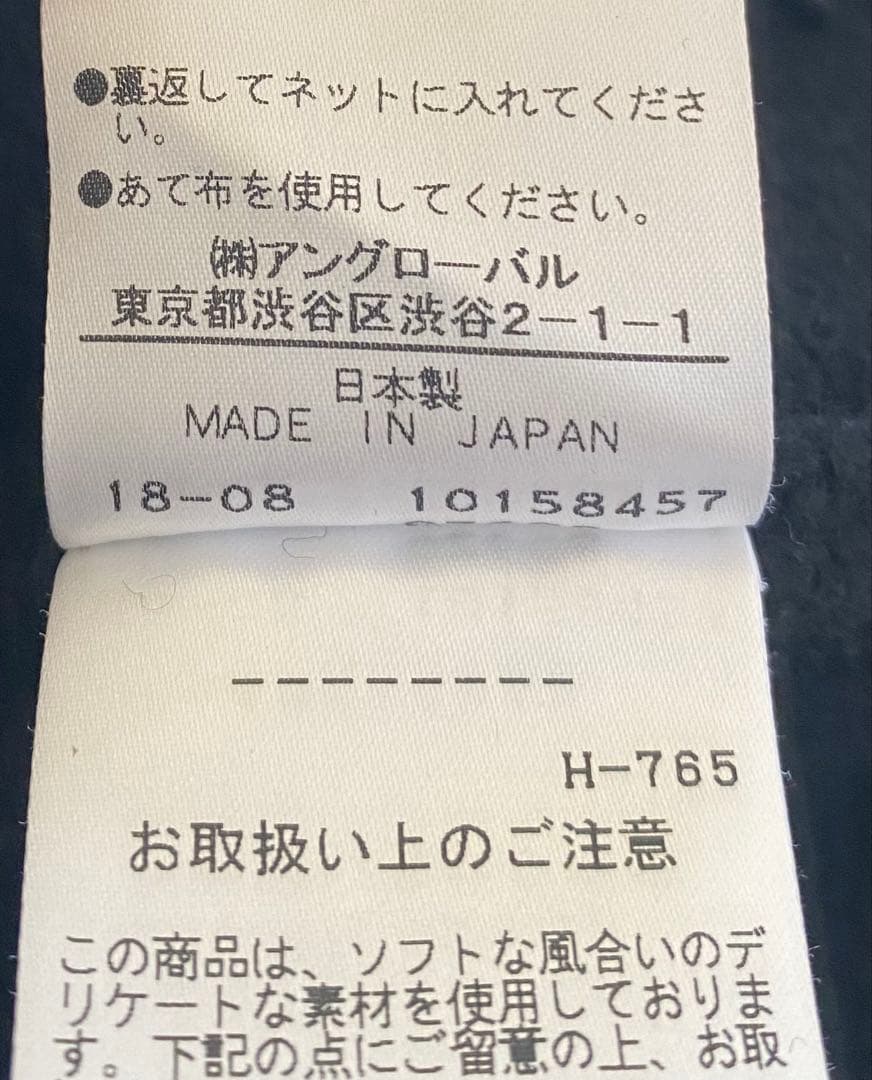 ●裏返してネットに入れてくださ
い。
●あて布を使用してください。
㈱アングローバル
東京都渋谷区渋谷2-1-1
日本製
MADE IN JAPAN
18-08 10158457
--------
H-765
お取扱い上のご注意
この商品は、ソフトな風合いのデ
リケートな素材を使用しておりま
す。下記の点にご留意の上、お取